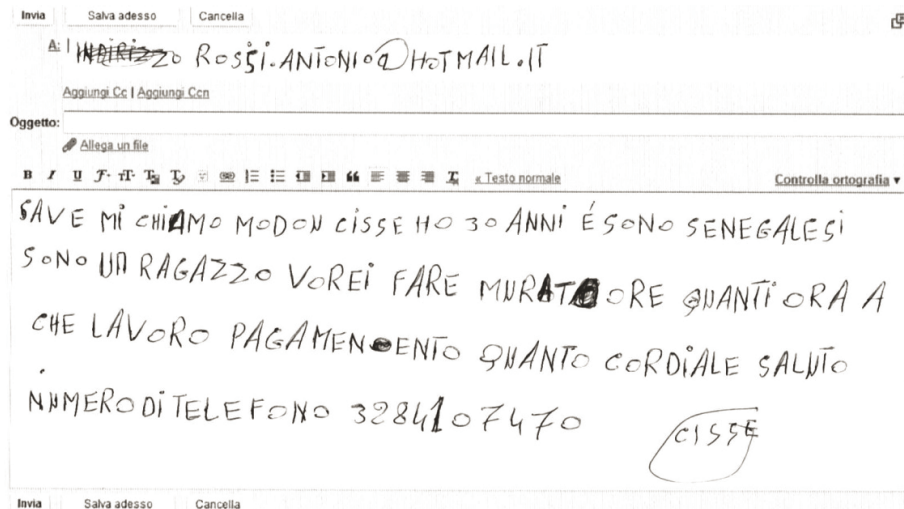 Invia Salva adesso Cancella
A: ROSSI.ANTONIO@HOTMAIL.IT
Aggiungi Cc | Aggiungi Ccn
Oggetto:
Allega un file
« Testo normale Controlla ortografia
SAVE Mi CHIAMO MODON CISSE HO 30 ANNI É SONO SENEGALESI
SONO UN RAGAZZO VOREI FARE MURATORE QUANTI ORA A
CHE LAVORO PAGAMENENTO QUANTO CORDIALE SALUTO
NUMERO DI TELEFONO 3284107470
CISSE
Invia Salva adesso Cancella